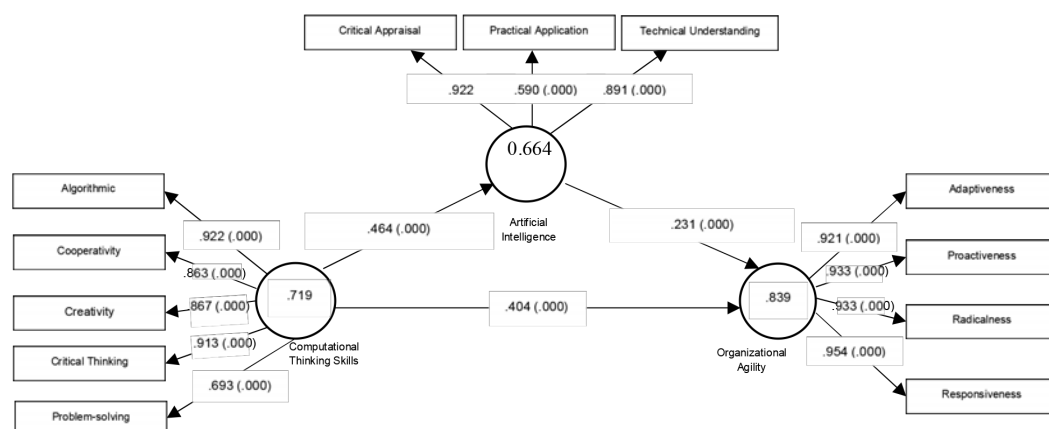 Critical Appraisal
Practical Application
Technical Understanding
.922
.590 (.000)
.891 (.000)
0.664
Artificial
Intelligence
Algorithmic
Cooperativity
Creativity
Critical Thinking
Problem-solving
.922 (.000)
.863 (.000)
.867 (.000)
.913 (.000)
.693 (.000)
.719
Computational
Thinking Skills
.464 (.000)
.231 (.000)
.404 (.000)
.839
Organizational
Agility
.921 (.000)
.933 (.000)
.933 (.000)
.954 (.000)
Adaptiveness
Proactiveness
Radicalness
Responsiveness